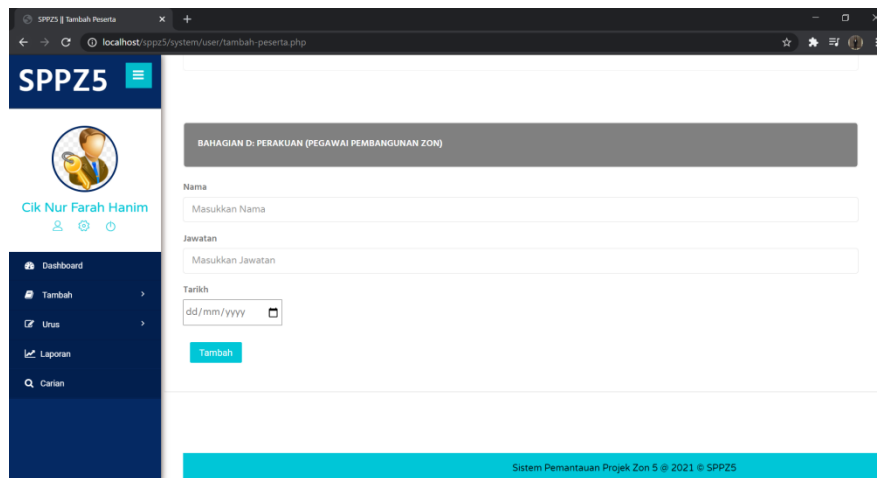 SPPZ5 || Tambah Peserta
localhost/sppz5/system/user/tambah-peserta.php
SPPZ5
Cik Nur Farah Hanim
Dashboard
Tambah
Urus
Laporan
Carian
BAHAGIAN D: PERAKUAN (PEGAWAI PEMBANGUNAN ZON)
Nama
Masukkan Nama
Jawatan
Masukkan Jawatan
Tarikh
dd/mm/yyyy
Tambah
Sistem Pemantauan Projek Zon 5 @ 2021 © SPPZ5